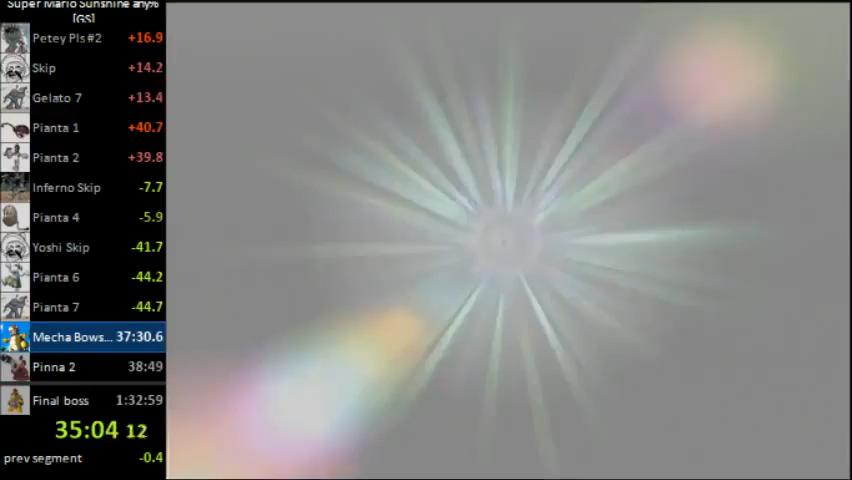 Super Mario Sunshine any%
[GS]
Petey Pls #2 +16.9
Skip +14.2
Gelato 7 +13.4
Pianta 1 +40.7
Pianta 2 +39.8
Inferno Skip -7.7
Pianta 4 -5.9
Yoshi Skip -41.7
Pianta 6 -44.2
Pianta 7 -44.7
Mecha Bows... 37:30.6
Pinna 2 38:49
Final boss 1:32:59
35:04 12
prev segment -0.4